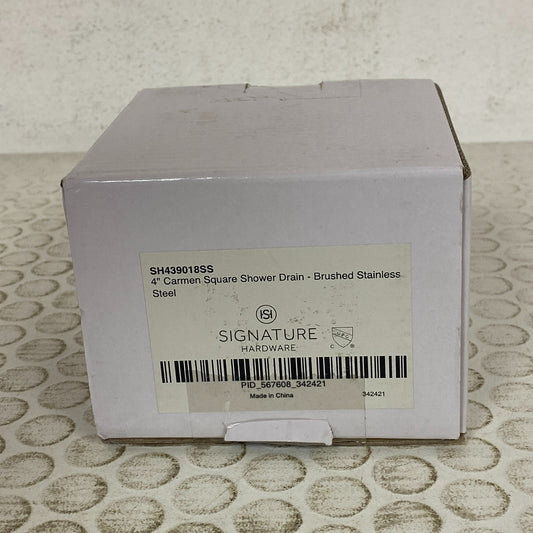 SH439018SS
4" Carmen Square Shower Drain - Brushed Stainless
Steel
SIGNATURE
HARDWARE
PID_567608_342421
Made in China
342421